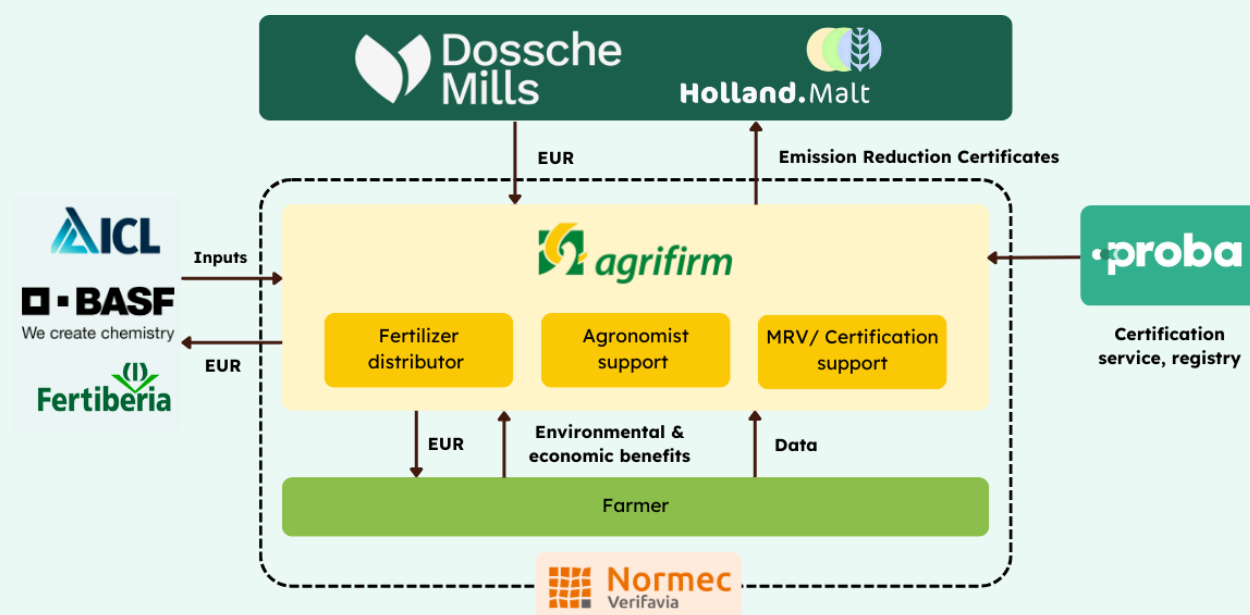 Dossche
Mills
Holland.Malt
EUR
Emission Reduction Certificates
ICL
BASF
We create chemistry
Fertiberia
Inputs
EUR
agrifirm
Fertilizer
distributor
Agronomist
support
MRV/ Certification
support
proba
Certification
service, registry
EUR
Environmental &
economic benefits
Data
Farmer
Normec
Verifavia